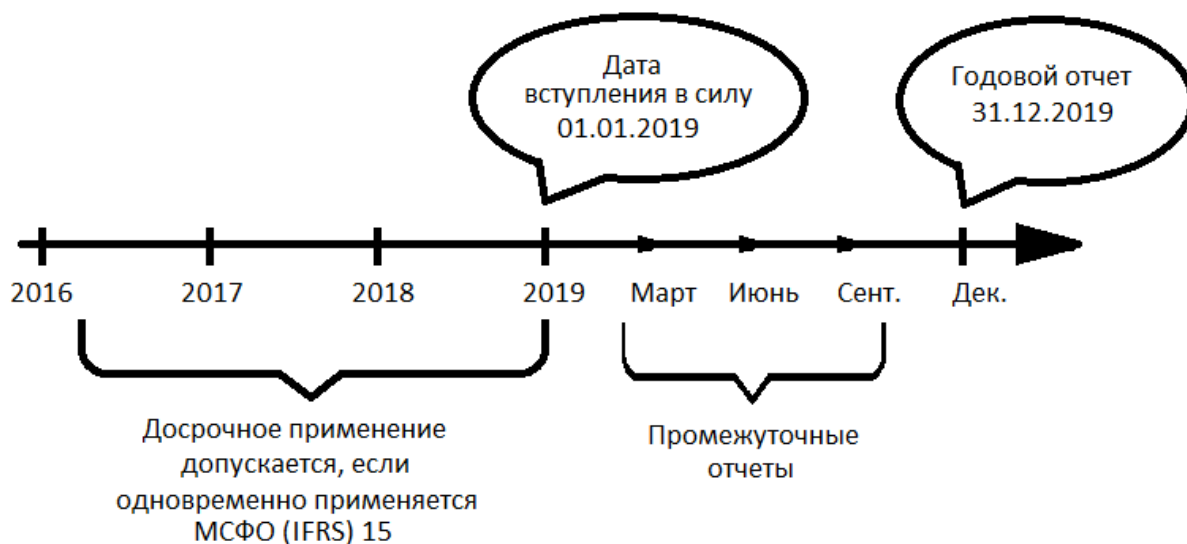 Дата
вступления в силу
01.01.2019
Годовой отчет
31.12.2019
2016
2017
2018
2019
Март
Июнь
Сент.
Дек.
Досрочное применение
допускается, если
одновременно применяется
МСФО (IFRS) 15
Промежуточные
отчеты